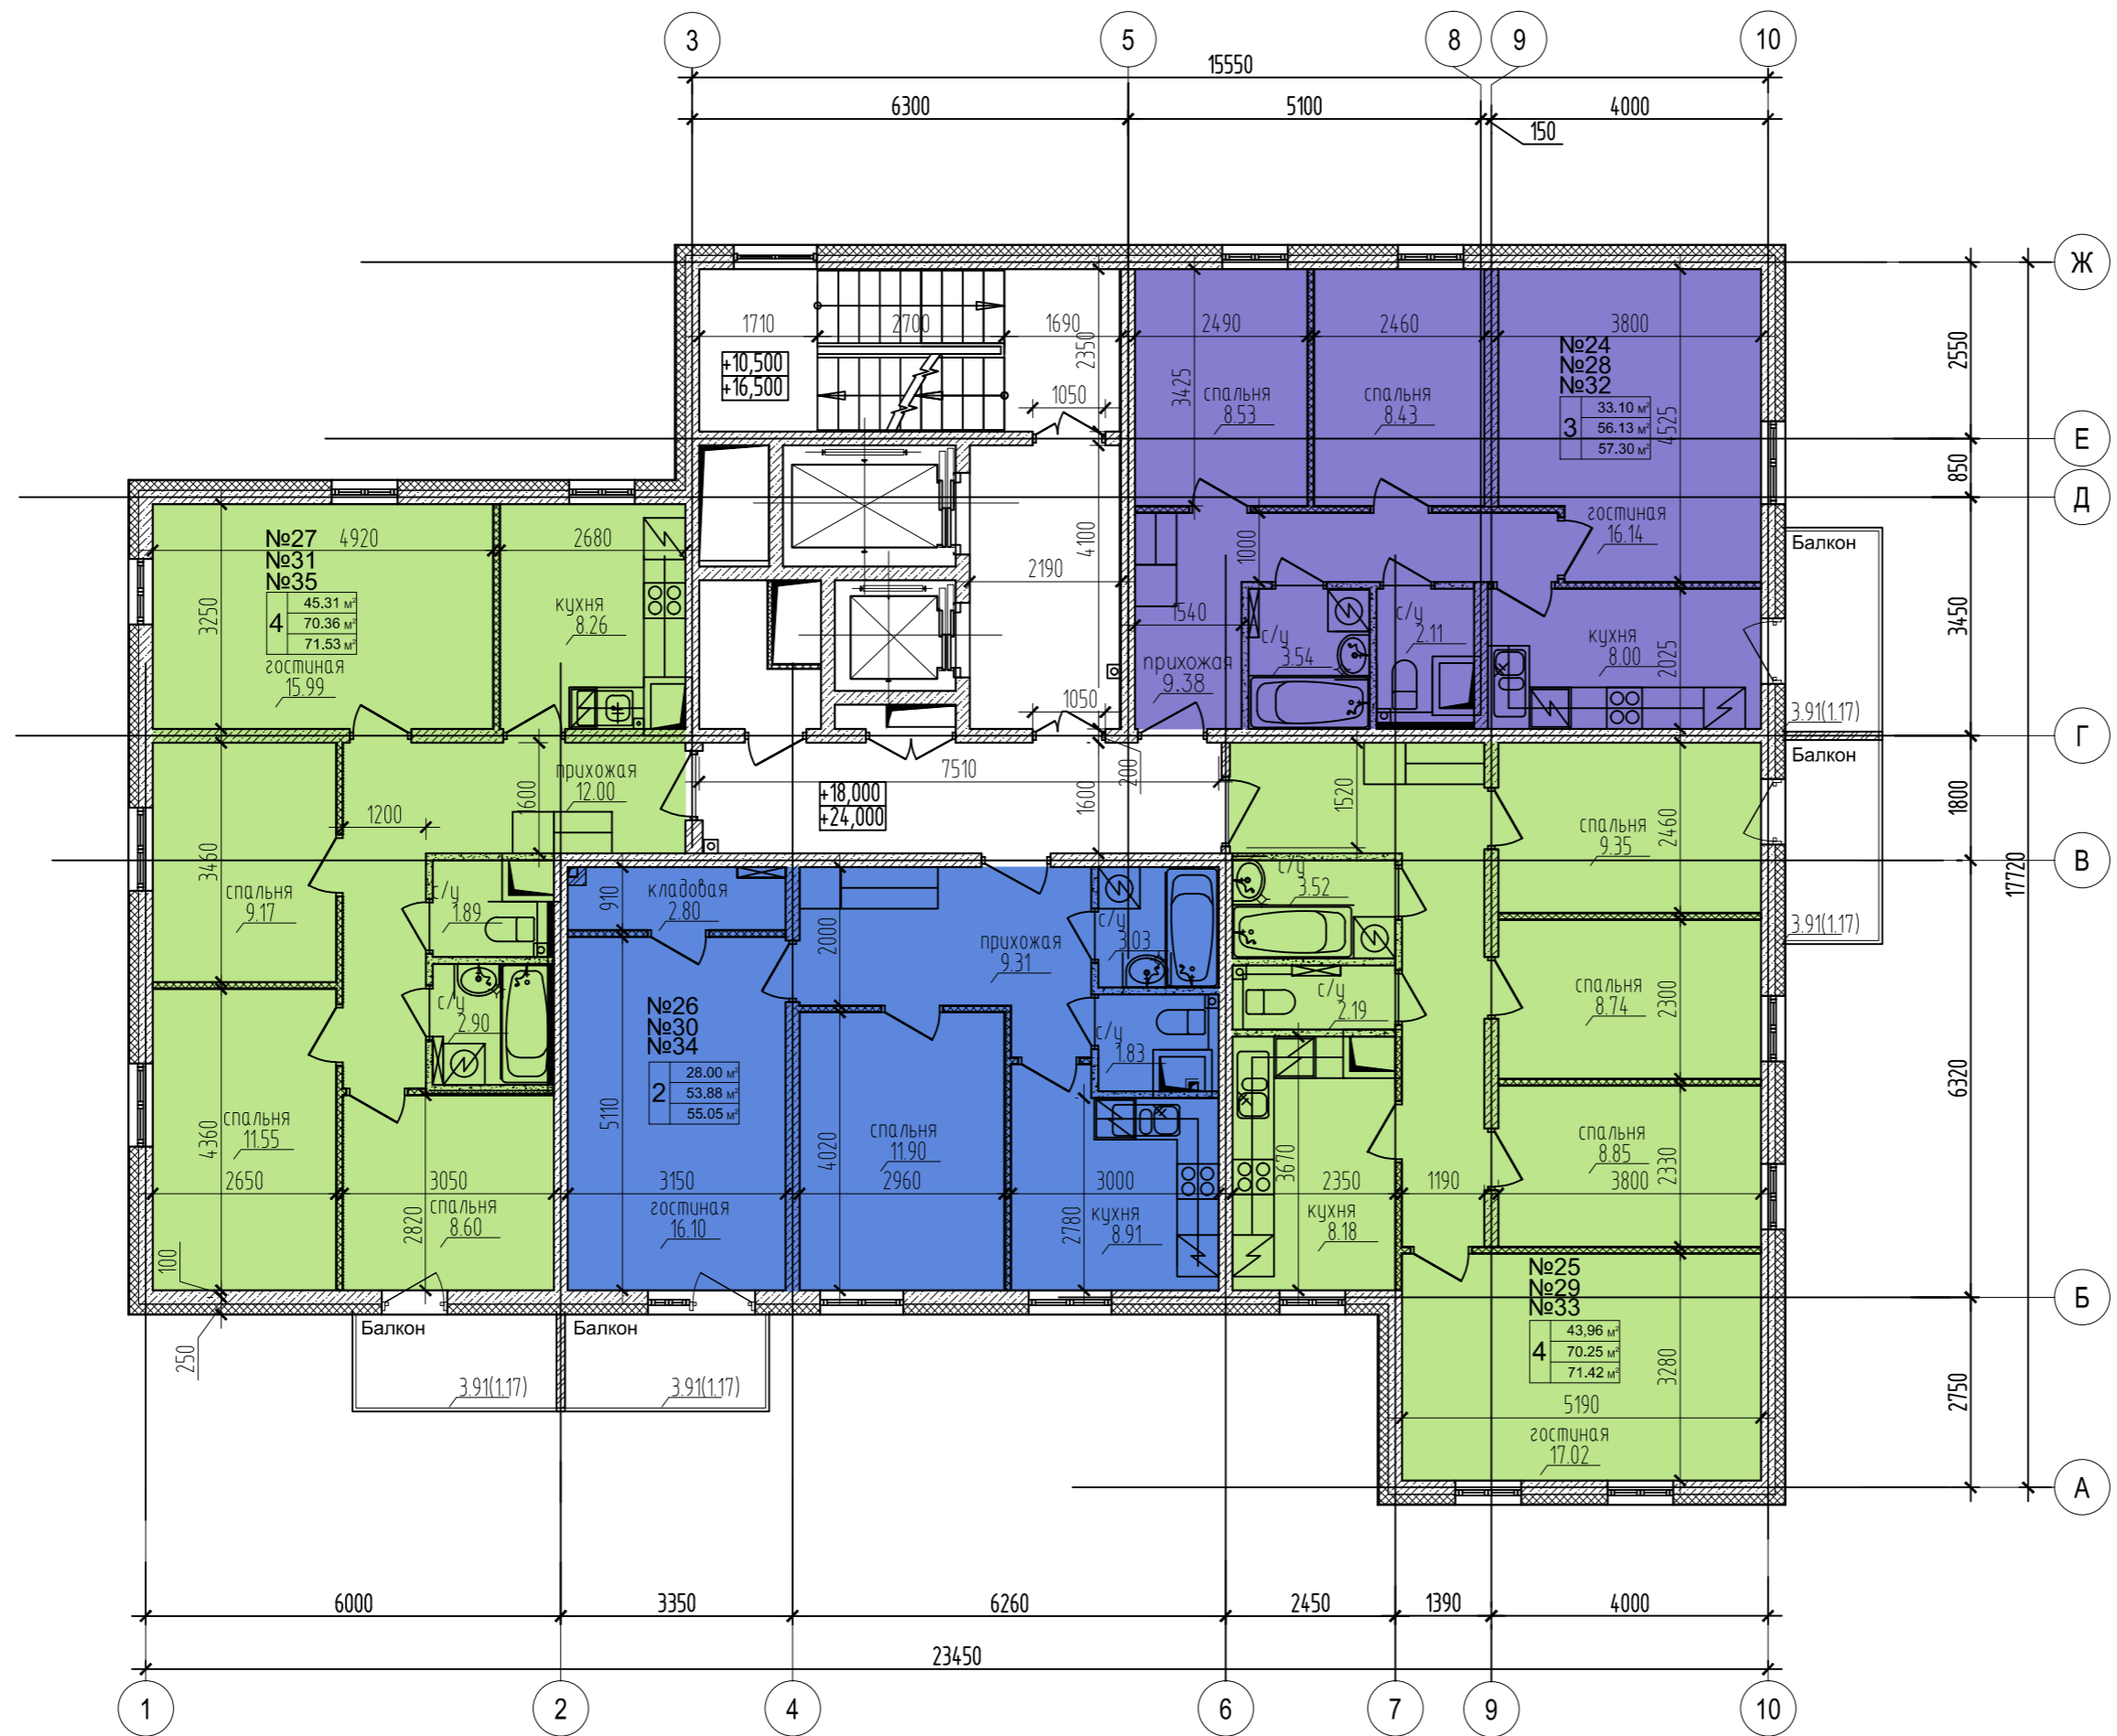 3
5
8
9
10
15550
6300
5100
4000
150
Ж
Е
Д
Г
В
Б
А
2550
850
3450
1800
6320
2750
17720
1710
2700
1690
2350
+10,500
+16,500
1050
2490
2460
3800
3425
спальня
8.53
спальня
8.43
№24
№28
№32
3
33.10 м²
56.13 м²
57.30 м²
4525
гостиная
16.14
Балкон
3.91(1.17)
1000
1540
с/у
3.54
с/у
2.11
прихожая
9.38
кухня
8.00
2025
4100
2190
1050
№27
№31
№35
4
45.31 м²
70.36 м²
71.53 м²
4920
2680
3250
гостиная
15.99
кухня
8.26
прихожая
12.00
1600
1200
3460
спальня
9.17
с/у
1.89
с/у
2.90
4360
спальня
11.55
2650
3050
спальня
8.60
2820
100
250
7510
200
+18,000
+24,000
1600
910
кладовая
2.80
2000
прихожая
9.31
с/у
3.03
с/у
1.83
№26
№30
№34
2
28.00 м²
53.88 м²
55.05 м²
5110
3150
гостиная
16.10
4020
спальня
11.90
2960
3000
2780
кухня
8.91
1520
с/у
3.52
с/у
2.19
3670
2350
кухня
8.18
1190
спальня
9.35
2460
Балкон
3.91(1.17)
спальня
8.74
2300
спальня
8.85
2330
3800
№25
№29
№33
4
43,96 м²
70.25 м²
71.42 м²
3280
5190
гостиная
17.02
Балкон
3.91(1.17)
Балкон
3.91(1.17)
6000
3350
6260
2450
1390
4000
23450
1
2
4
6
7
9
10